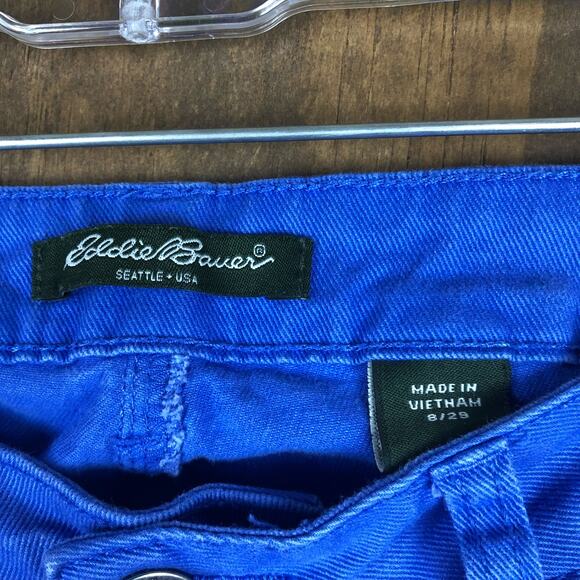 Eddie Bauer®
SEATTLE • USA
MADE IN
VIETNAM
8/29